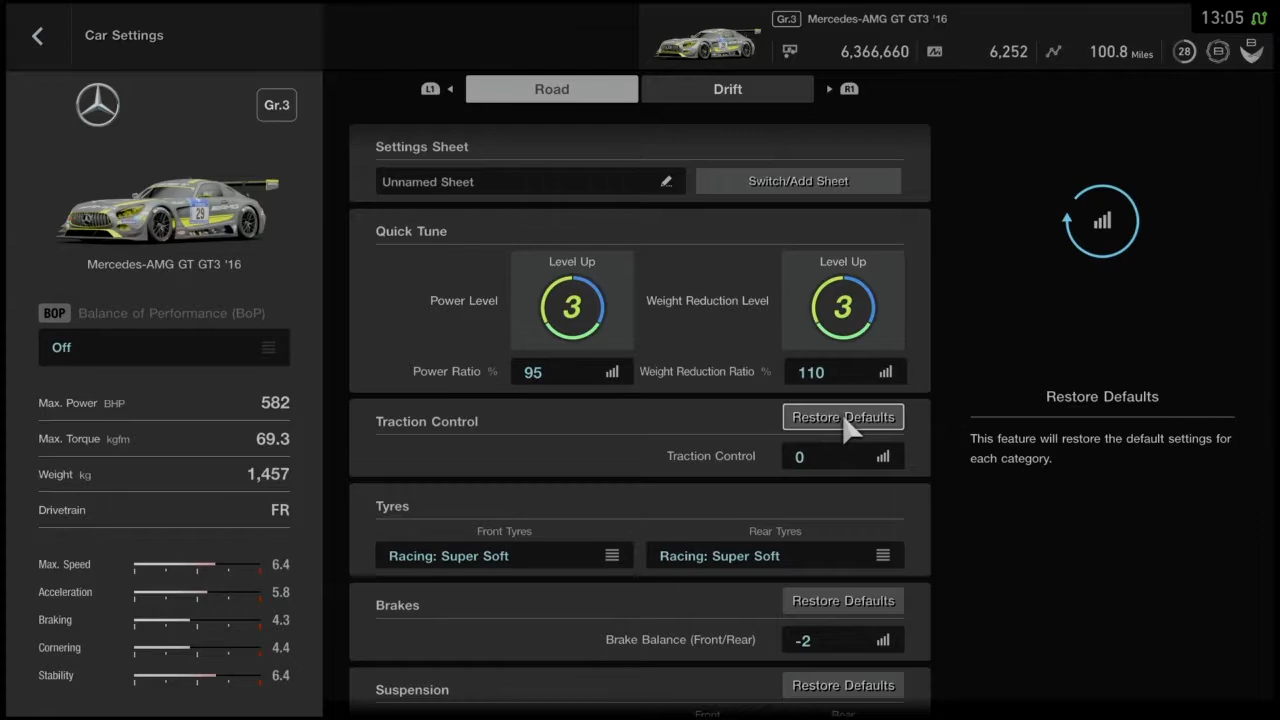 Car Settings
Gr.3 Mercedes-AMG GT GT3 '16
13:05
6,366,660 6,252 100.8 Miles 28 B B
L1 Road Drift R1
Gr.3
29
Mercedes-AMG GT GT3 '16
BOP Balance of Performance (BoP)
Off
Max. Power BHP 582
Max. Torque kgfm 69.3
Weight kg 1,457
Drivetrain FR
Max. Speed 6.4
Acceleration 5.8
Braking 4.3
Cornering 4.4
Stability 6.4
Settings Sheet
Unnamed Sheet Switch/Add Sheet
Quick Tune
Level Up Level Up
Power Level 3 Weight Reduction Level 3
Power Ratio % 95 Weight Reduction Ratio % 110
Traction Control Restore Defaults
Traction Control 0
Tyres
Front Tyres Rear Tyres
Racing: Super Soft Racing: Super Soft
Brakes Restore Defaults
Brake Balance (Front/Rear) -2
Suspension Restore Defaults
Front Rear
Restore Defaults
This feature will restore the default settings for
each category.